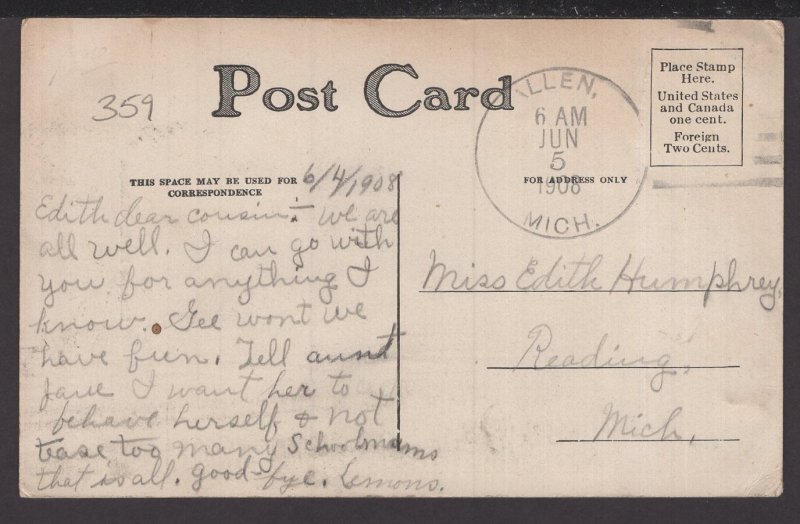 359
Post Card
ALLEN,
6 AM
JUN
5
1908
MICH.
Place Stamp
Here.
United States
and Canada
one cent.
Foreign
Two Cents.
THIS SPACE MAY BE USED FOR
CORRESPONDENCE
6/4/1908
FOR ADDRESS ONLY
Edith dear cousin:- We are
all well. I can go with
you for anything I
know. Gee wont we
have fun. Tell aunt
Jane I want her to
behave herself & not
tease too many Schoolmams
that is all. good-bye. Lemons.
Miss Edith Humphrey,
Reading,
Mich,